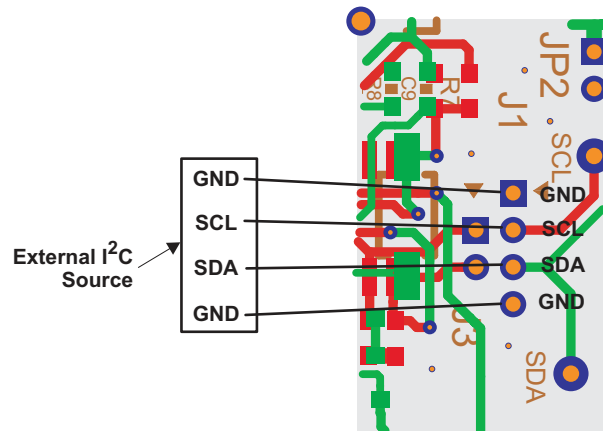 External I²C
Source
GND
SCL
SDA
GND
R8
C9
R7
J1
JP2
SCL
GND
SCL
SDA
GND
J3
SDA